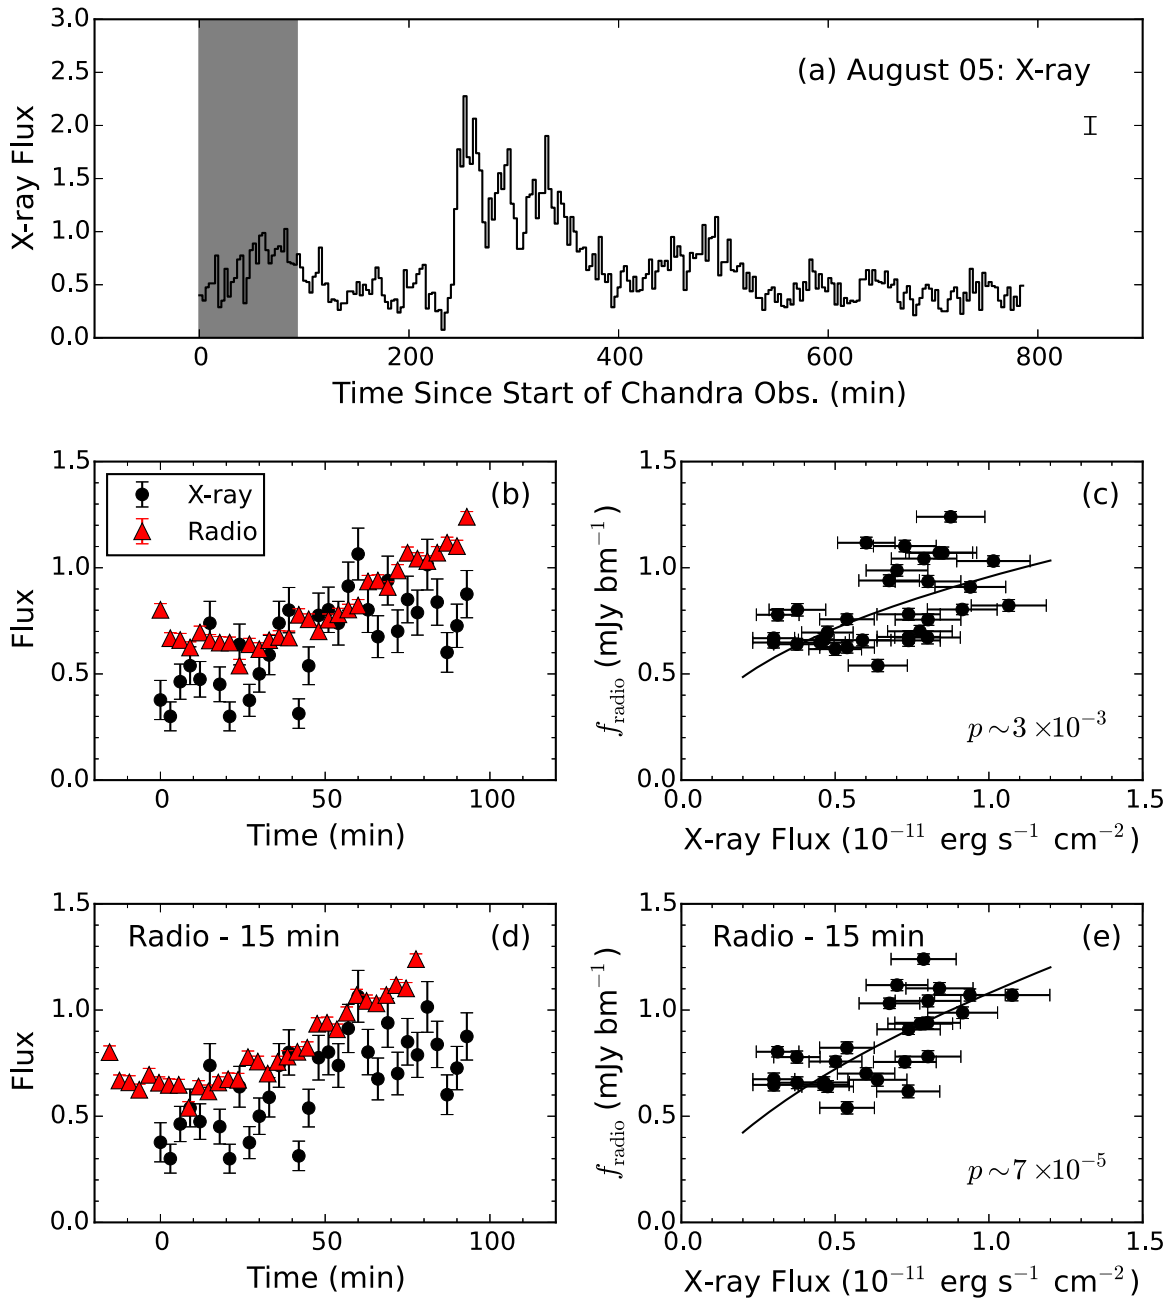 3.0
2.5
2.0
1.5
1.0
0.5
0.0
X-ray Flux
(a) August 05: X-ray
0 200 400 600 800
Time Since Start of Chandra Obs. (min)
1.5
1.0
0.5
0.0
Flux
X-ray
Radio
(b)
0 50 100
Time (min)
1.5
1.0
0.5
0.0
f_radio (mJy bm⁻¹)
(c)
p ~ 3 × 10⁻³
0.0 0.5 1.0 1.5
X-ray Flux (10⁻¹¹ erg s⁻¹ cm⁻²)
1.5
1.0
0.5
0.0
Flux
Radio - 15 min (d)
0 50 100
Time (min)
1.5
1.0
0.5
0.0
f_radio (mJy bm⁻¹)
Radio - 15 min (e)
p ~ 7 × 10⁻⁵
0.0 0.5 1.0 1.5
X-ray Flux (10⁻¹¹ erg s⁻¹ cm⁻²)